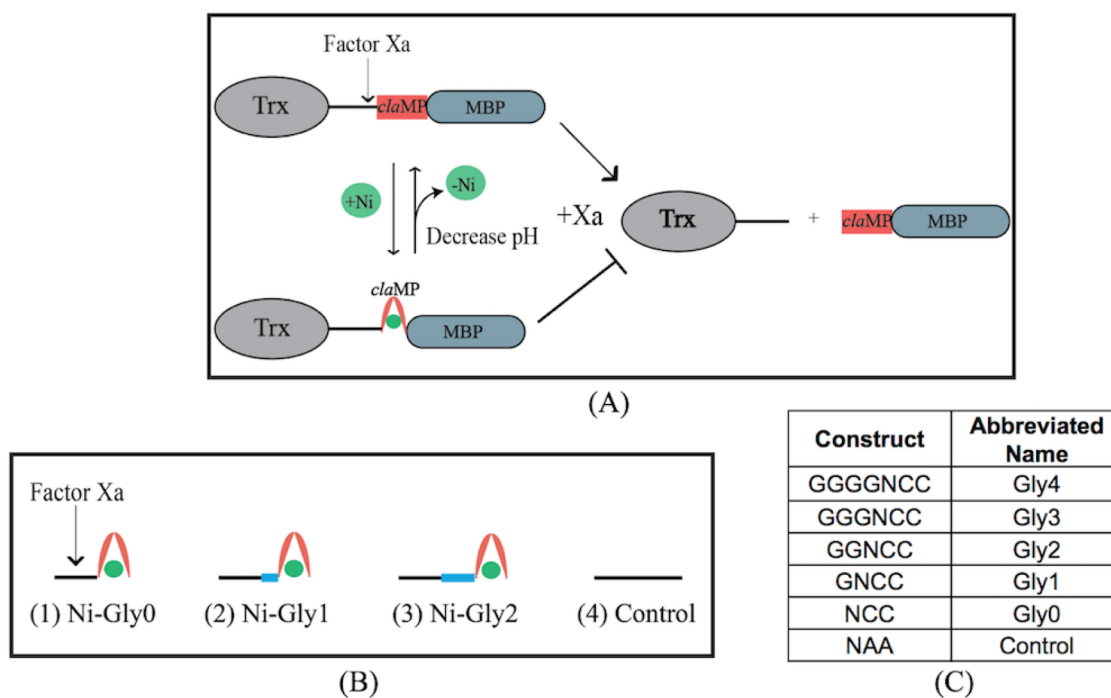 Factor Xa
Trx
claMP
MBP
+Ni
-Ni
Decrease pH
+Xa
Trx
+
claMP
MBP
claMP
Trx
MBP
(A)
Factor Xa
(1) Ni-Gly0
(2) Ni-Gly1
(3) Ni-Gly2
(4) Control
(B)
Construct Abbreviated Name
GGGGNCC Gly4
GGGNCC Gly3
GGNCC Gly2
GNCC Gly1
NCC Gly0
NAA Control
(C)